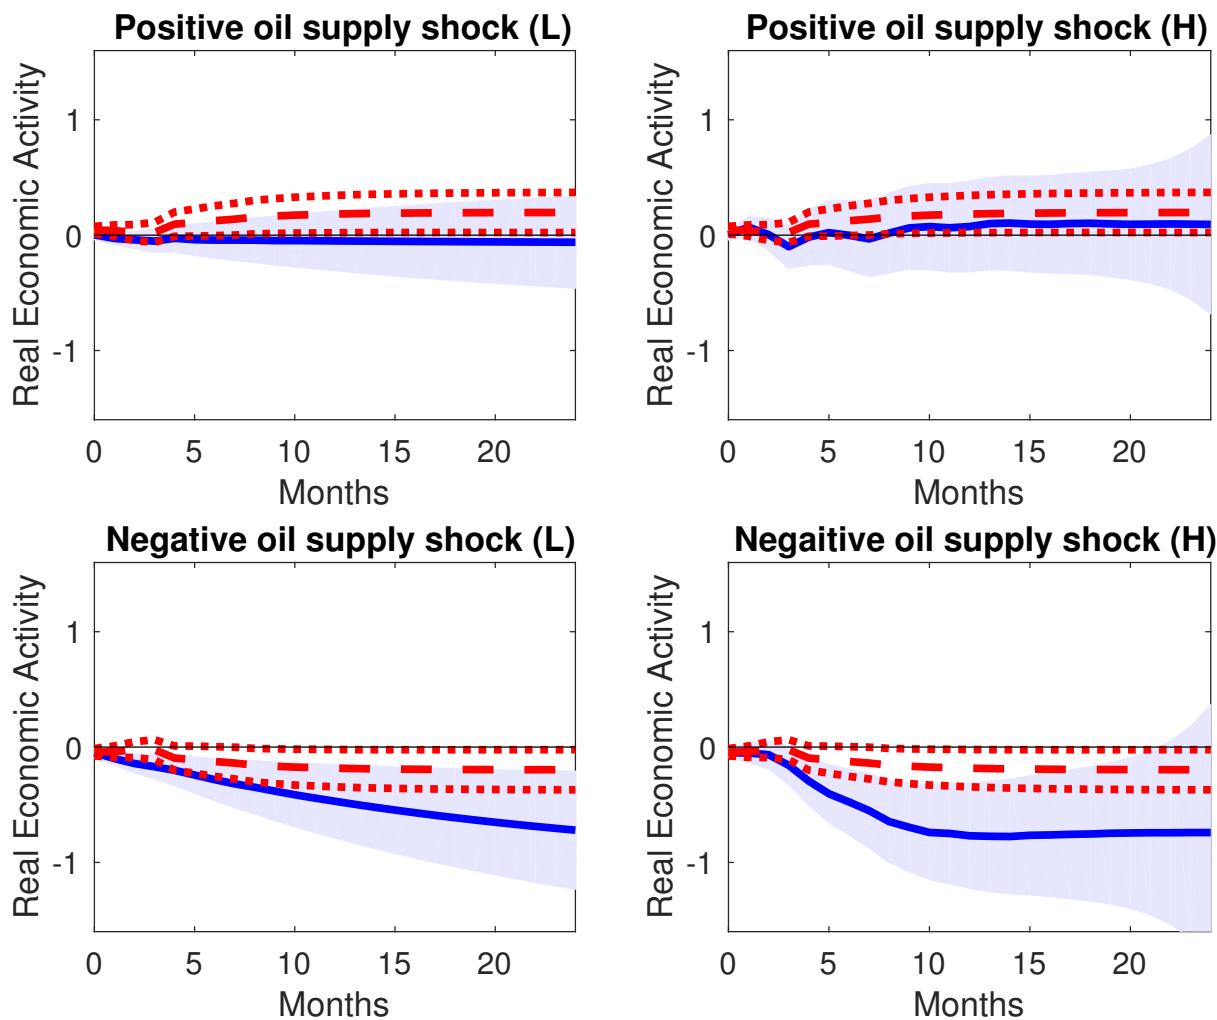 Positive oil supply shock (L)
Real Economic Activity
1
0
-1
0 5 10 15 20
Months
Positive oil supply shock (H)
Real Economic Activity
1
0
-1
0 5 10 15 20
Months
Negative oil supply shock (L)
Real Economic Activity
1
0
-1
0 5 10 15 20
Months
Negaitive oil supply shock (H)
Real Economic Activity
1
0
-1
0 5 10 15 20
Months